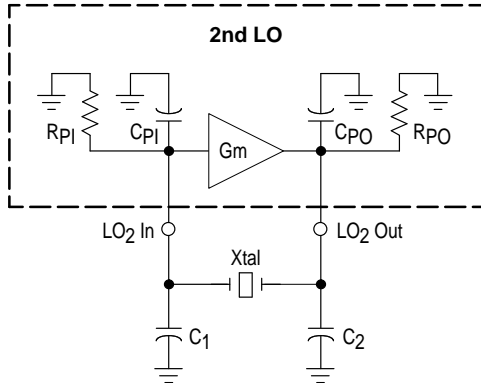 2nd LO
RPI
CPI
Gm
CPO
RPO
LO2 In
LO2 Out
Xtal
C1
C2